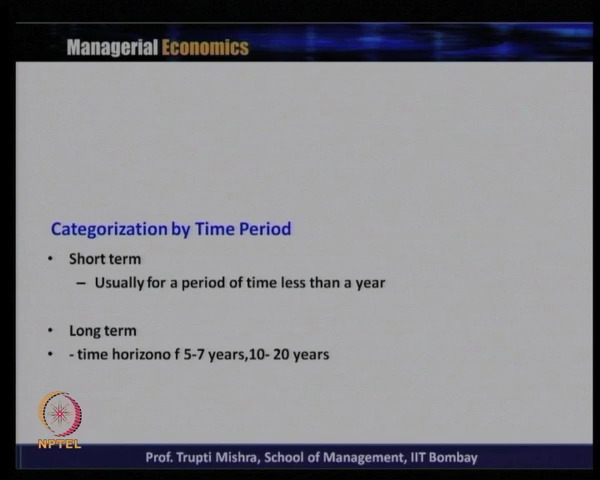 Managerial Economics
Categorization by Time Period
• Short term
– Usually for a period of time less than a year
• Long term
• - time horizono f 5-7 years,10- 20 years
NPTEL
Prof. Trupti Mishra, School of Management, IIT Bombay